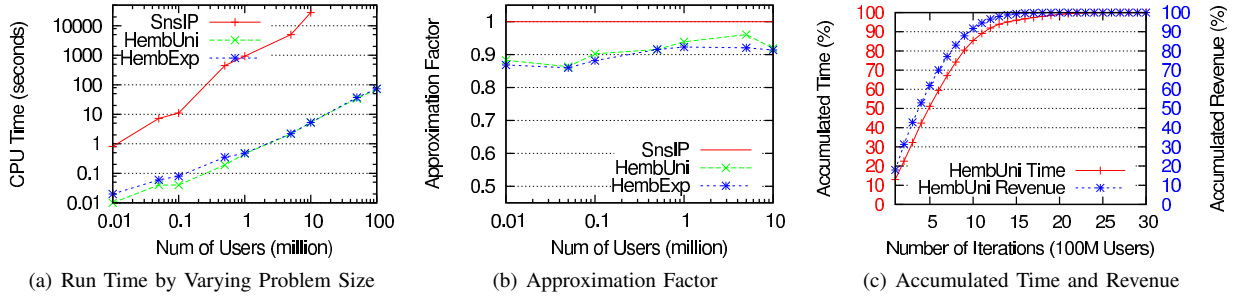 SnsIP
HembUni
HembExp
10000
1000
100
10
1
0.1
0.01
CPU Time (seconds)
0.01 0.1 1 10 100
Num of Users (million)
(a) Run Time by Varying Problem Size
1
0.9
0.8
0.7
0.6
0.5
Approximation Factor
SnsIP
HembUni
HembExp
0.01 0.1 1 10
Num of Users (million)
(b) Approximation Factor
100
90
80
70
60
50
40
30
20
10
0
Accumulated Time (%)
HembUni Time
HembUni Revenue
100
90
80
70
60
50
40
30
20
10
0
Accumulated Revenue (%)
5 10 15 20 25 30
Number of Iterations (100M Users)
(c) Accumulated Time and Revenue